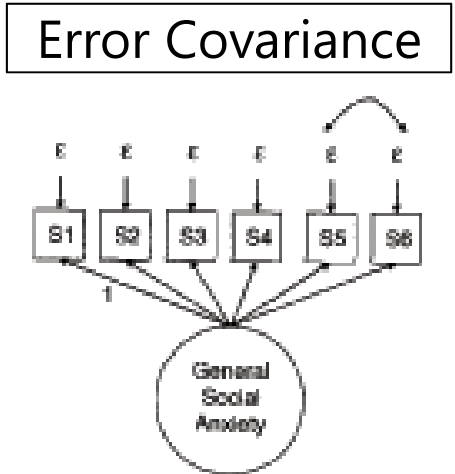 Error Covariance
ε ε ε ε ε ε
S1 S2 S3 S4 S5 S6
1
General
Social
Anxiety